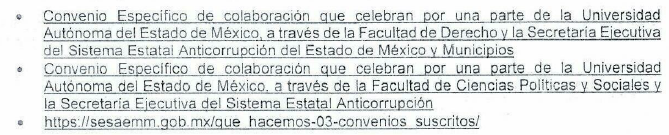 • Convenio Específico de colaboración que celebran por una parte de la Universidad
Autónoma del Estado de México, a través de la Facultad de Derecho y la Secretaría Ejecutiva
del Sistema Estatal Anticorrupción del Estado de México y Municipios
• Convenio Específico de colaboración que celebran por una parte de la Universidad
Autónoma del Estado de México, a través de la Facultad de Ciencias Políticas y Sociales y
la Secretaría Ejecutiva del Sistema Estatal Anticorrupción
• https://sesaemm.gob.mx/que_hacemos-03-convenios_suscritos/